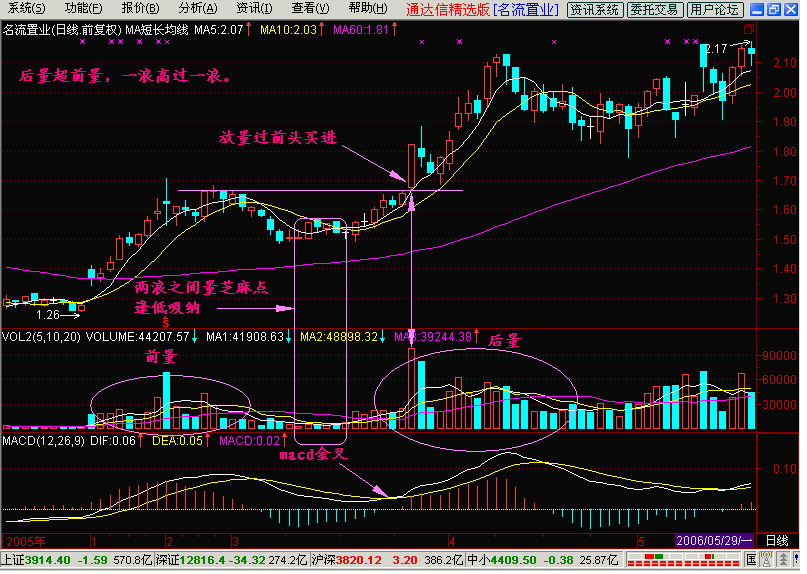 系统(S) 功能(F) 报价(B) 分析(A) 资讯(I) 查看(V) 帮助(H) 通达信精选版 [名流置业] 资讯系统 委托交易 用户论坛
名流置业(日线.前复权) MA短长均线 MA5:2.07↑ MA10:2.03↑ MA60:1.81↑
2.17→
后量超前量，一浪高过一浪。
2.10
2.00
1.90
放量过前头买进
1.80
1.70
1.60
1.50
1.40
两浪之间量芝麻点
逢低吸纳
1.30
1.26→
$
VOL2(5,10,20) VOLUME:44207.57↓ MA1:41908.63↓ MA2:48898.32↓ MA3:39244.38↑
前量
后量
90000
60000
30000
MACD(12,26,9) DIF:0.06↑ DEA:0.05↑ MACD:0.02↑
macd金叉
0.10
2005年 1 2 3 4 5 2006/05/29/一 日线
上证3914.40 -1.59 570.8亿 深证12816.4 -34.32 274.2亿 沪深3820.12 3.20 386.2亿 中小4409.50 -0.38 25.87亿 国